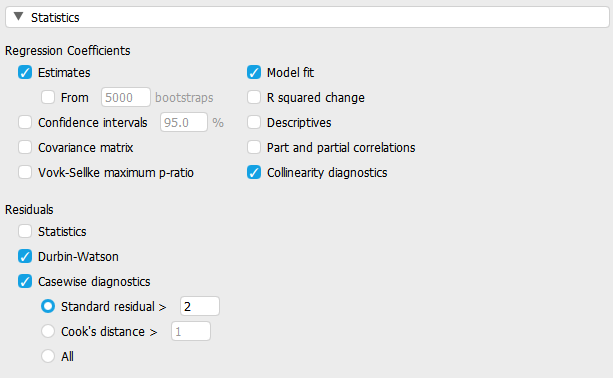 Statistics
Regression Coefficients
Estimates
Model fit
From 5000 bootstraps
R squared change
Confidence intervals 95.0 %
Descriptives
Covariance matrix
Part and partial correlations
Vovk-Sellke maximum p-ratio
Collinearity diagnostics
Residuals
Statistics
Durbin-Watson
Casewise diagnostics
Standard residual > 2
Cook's distance > 1
All